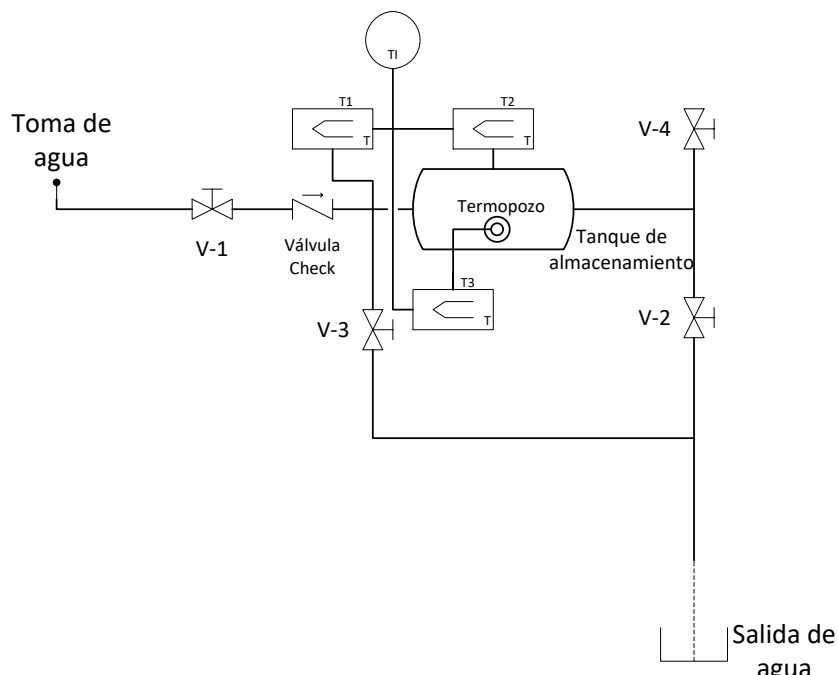 TI
T1
T
T2
T
Toma de
agua
V-4
V-1
Válvula
Check
Termopozo
Tanque de
almacenamiento
T3
T
V-3
V-2
Salida de
agua